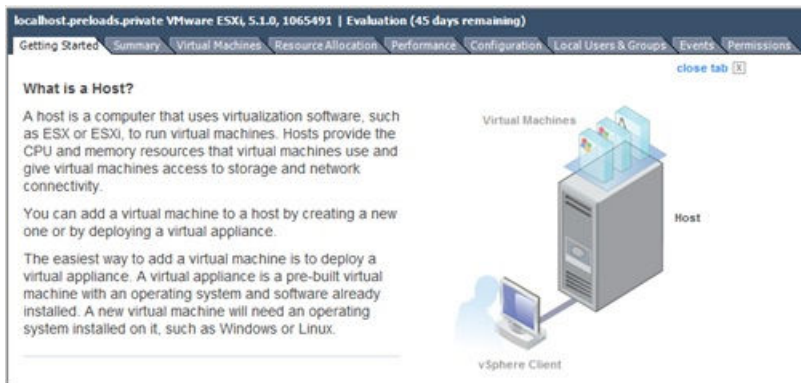 localhost.preloads.private VMware ESXi, 5.1.0, 1065491 | Evaluation (45 days remaining)
Getting Started Summary Virtual Machines Resource Allocation Performance Configuration Local Users & Groups Events Permissions
close tab X
What is a Host?
A host is a computer that uses virtualization software, such
as ESX or ESXi, to run virtual machines. Hosts provide the
CPU and memory resources that virtual machines use and
give virtual machines access to storage and network
connectivity.
You can add a virtual machine to a host by creating a new
one or by deploying a virtual appliance.
The easiest way to add a virtual machine is to deploy a
virtual appliance. A virtual appliance is a pre-built virtual
machine with an operating system and software already
installed. A new virtual machine will need an operating
system installed on it, such as Windows or Linux.
Virtual Machines
Host
vSphere Client